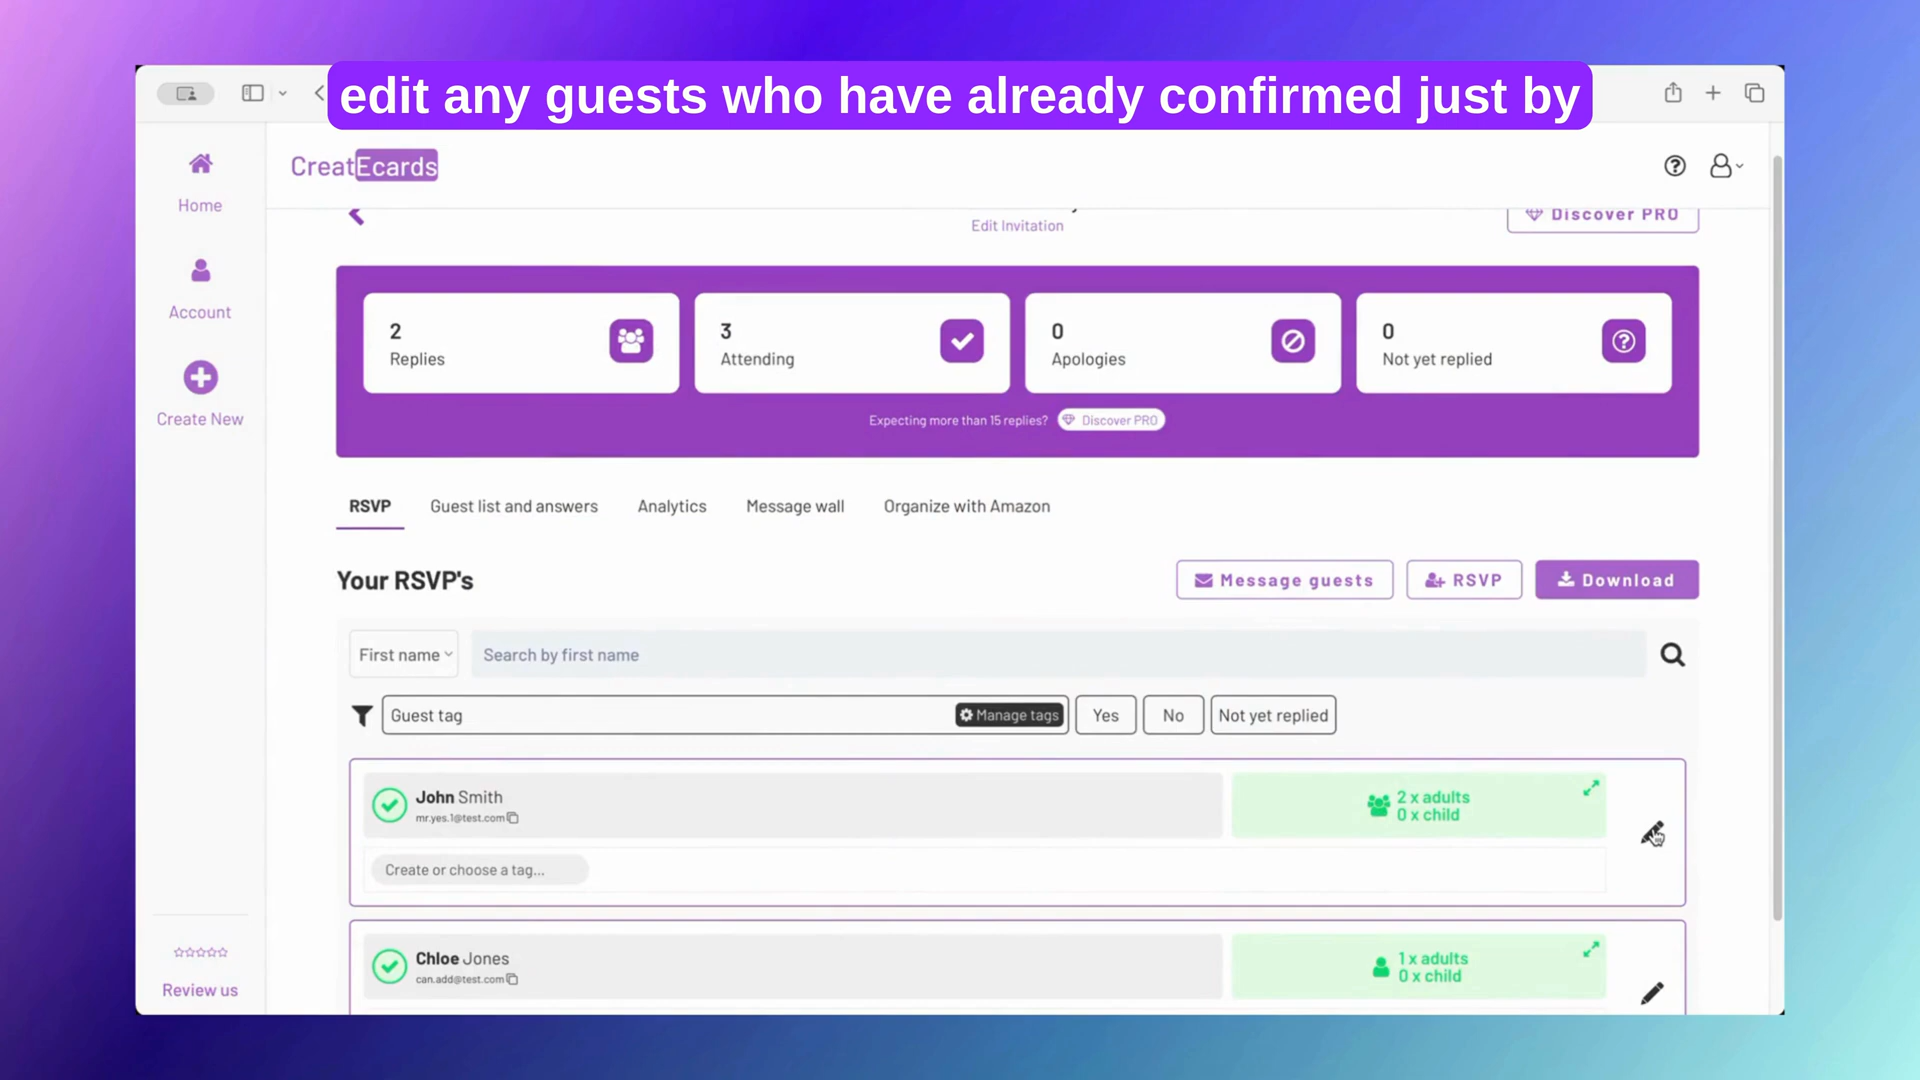 edit any guests who have already confirmed just by
CreatEcards
Home
Account
Create New
Review us
Edit Invitation
Discover PRO
2
Replies
3
Attending
0
Apologies
0
Not yet replied
Expecting more than 15 replies? Discover PRO
RSVP Guest list and answers Analytics Message wall Organize with Amazon
Your RSVP's
Message guests RSVP Download
First name Search by first name
Guest tag Manage tags Yes No Not yet replied
John Smith
mr.yes.1@test.com
2 x adults
0 x child
Create or choose a tag...
Chloe Jones
can.add@test.com
1 x adults
0 x child